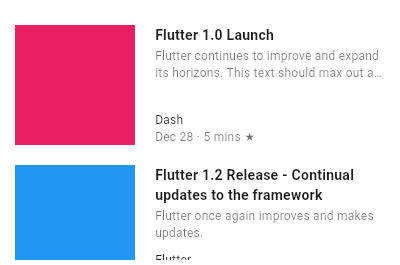 Flutter 1.0 Launch
Flutter continues to improve and expand
its horizons. This text should max out a…
Dash
Dec 28 · 5 mins ★
Flutter 1.2 Release - Continual
updates to the framework
Flutter once again improves and makes
updates.
Flutter